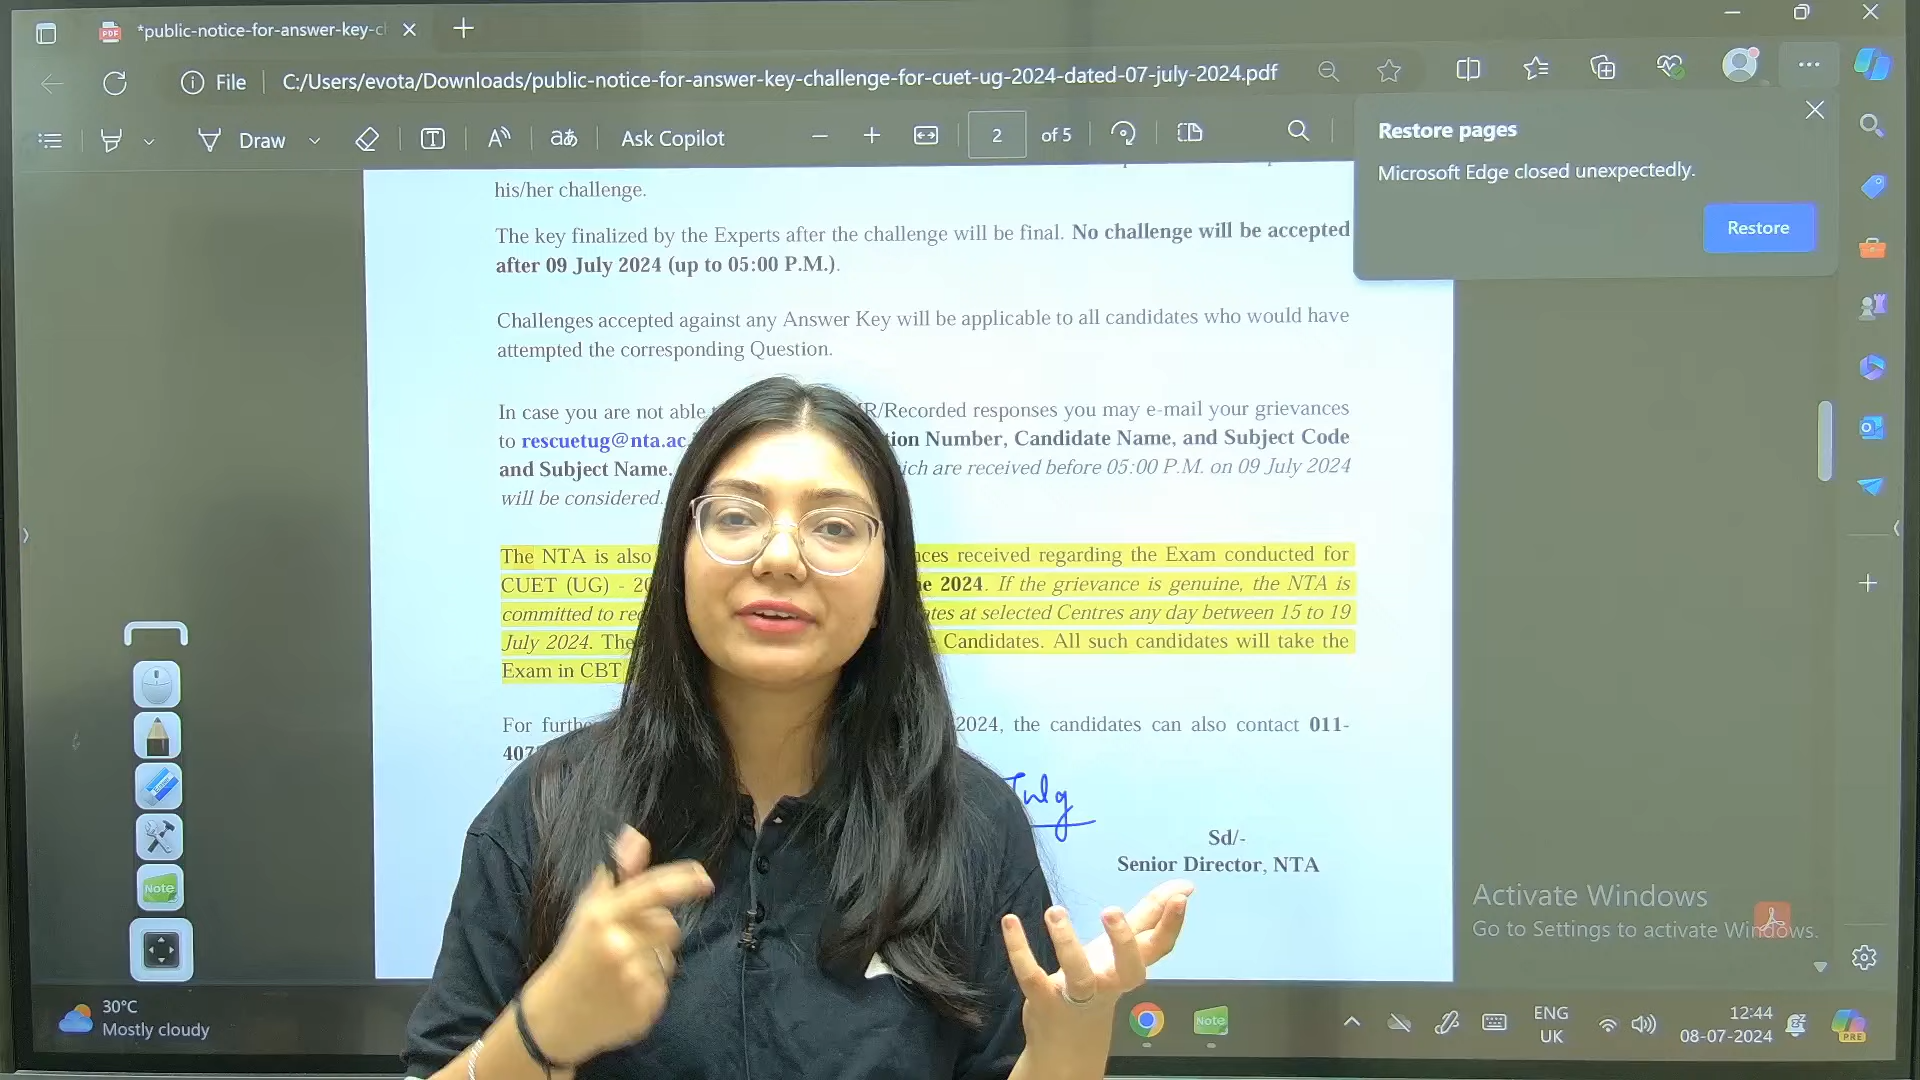 *public-notice-for-answer-key-c
File
C:/Users/evota/Downloads/public-notice-for-answer-key-challenge-for-cuet-ug-2024-dated-07-july-2024.pdf
Draw
Ask Copilot
2 of 5
Restore pages
Microsoft Edge closed unexpectedly.
Restore
his/her challenge.
The key finalized by the Experts after the challenge will be final. No challenge will be accepted
after 09 July 2024 (up to 05:00 P.M.).
Challenges accepted against any Answer Key will be applicable to all candidates who would have
attempted the corresponding Question.
In case you are not able /Recorded responses you may e-mail your grievances
to rescuetug@nta.ac. Number, Candidate Name, and Subject Code
and Subject Name. are received before 05:00 P.M. on 09 July 2024
will be considered.
The NTA is also received regarding the Exam conducted for
CUET (UG) - 2024. If the grievance is genuine, the NTA is
committed to at selected Centres any day between 15 to 19
July 2024. Candidates. All such candidates will take the
Exam in CBT
For 2024, the candidates can also contact 011-
July
Sd/-
Senior Director, NTA
Activate Windows
Go to Settings to activate Windows.
Note
30°C
Mostly cloudy
Note
ENG
UK
12:44
08-07-2024
PRE